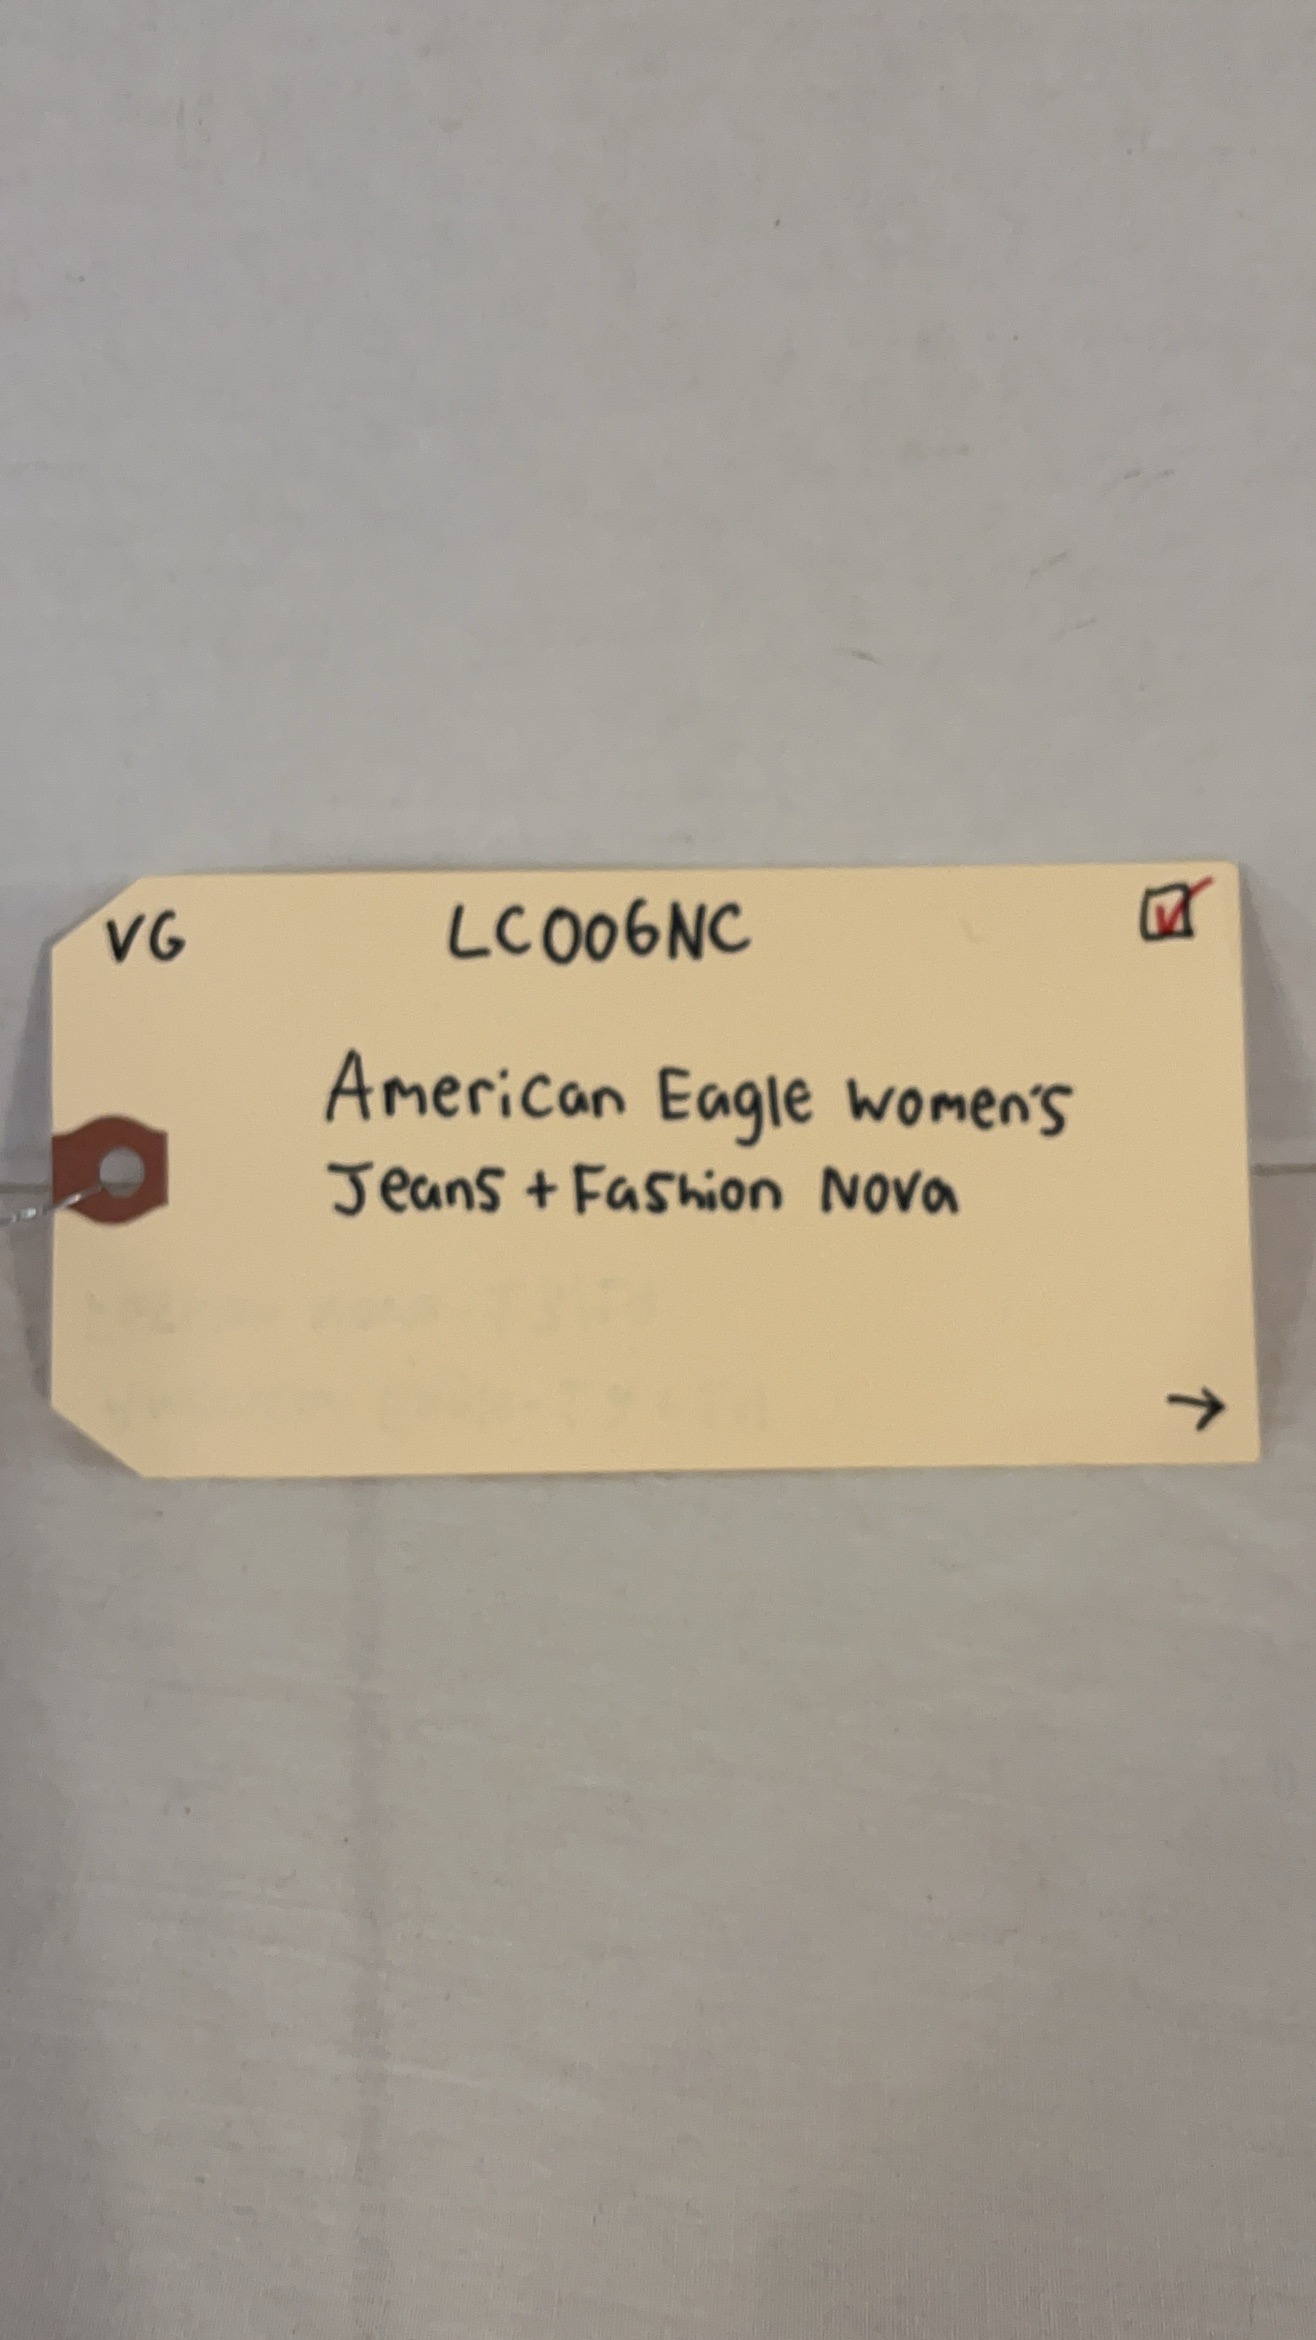 VG LC006NC ☑
American Eagle women's
Jeans + Fashion Nova
→